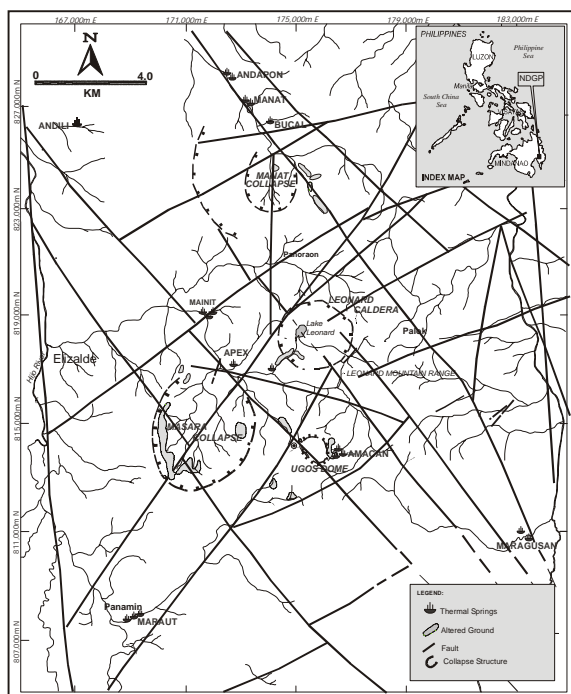 167,000m E 171,000m E 175,000m E 179,000m E 183,000m E
N
0 4.0
KM
827,000m N
823,000m N
819,000m N
815,000m N
811,000m N
807,000m N
PHILIPPINES
Philippine
Sea
LUZON
NDGP
Manila
South China
Sea
MINDANAO
INDEX MAP
ANDAPON
MANAT
ANDILI
BUCAL
MANAT
COLLAPSE
Panoraon
LEONARD
CALDERA
MAINIT
Lake
Leonard
Palok
Elizalde
APEX
LEONARD MOUNTAIN RANGE
MASARA
COLLAPSE
AMACAN
UGOS DOME
MARAGUSAN
Panamin
MARAUT
LEGEND:
Thermal Springs
Altered Ground
Fault
Collapse Structure